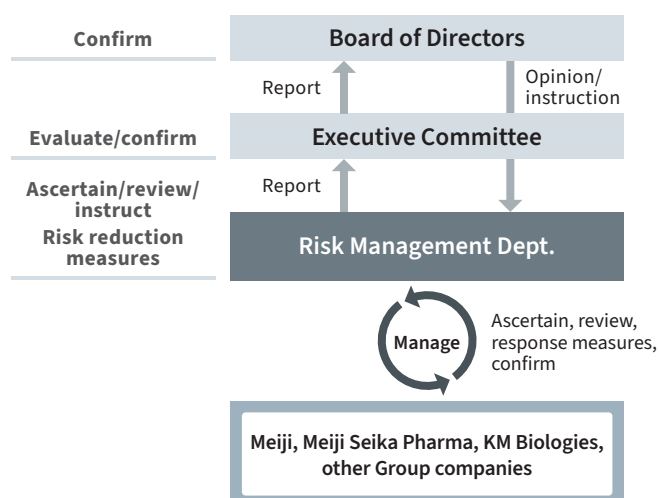 Confirm
Board of Directors
Report
Opinion/
instruction
Evaluate/confirm
Executive Committee
Ascertain/review/
instruct
Risk reduction
measures
Report
Risk Management Dept.
Manage
Ascertain, review,
response measures,
confirm
Meiji, Meiji Seika Pharma, KM Biologies,
other Group companies